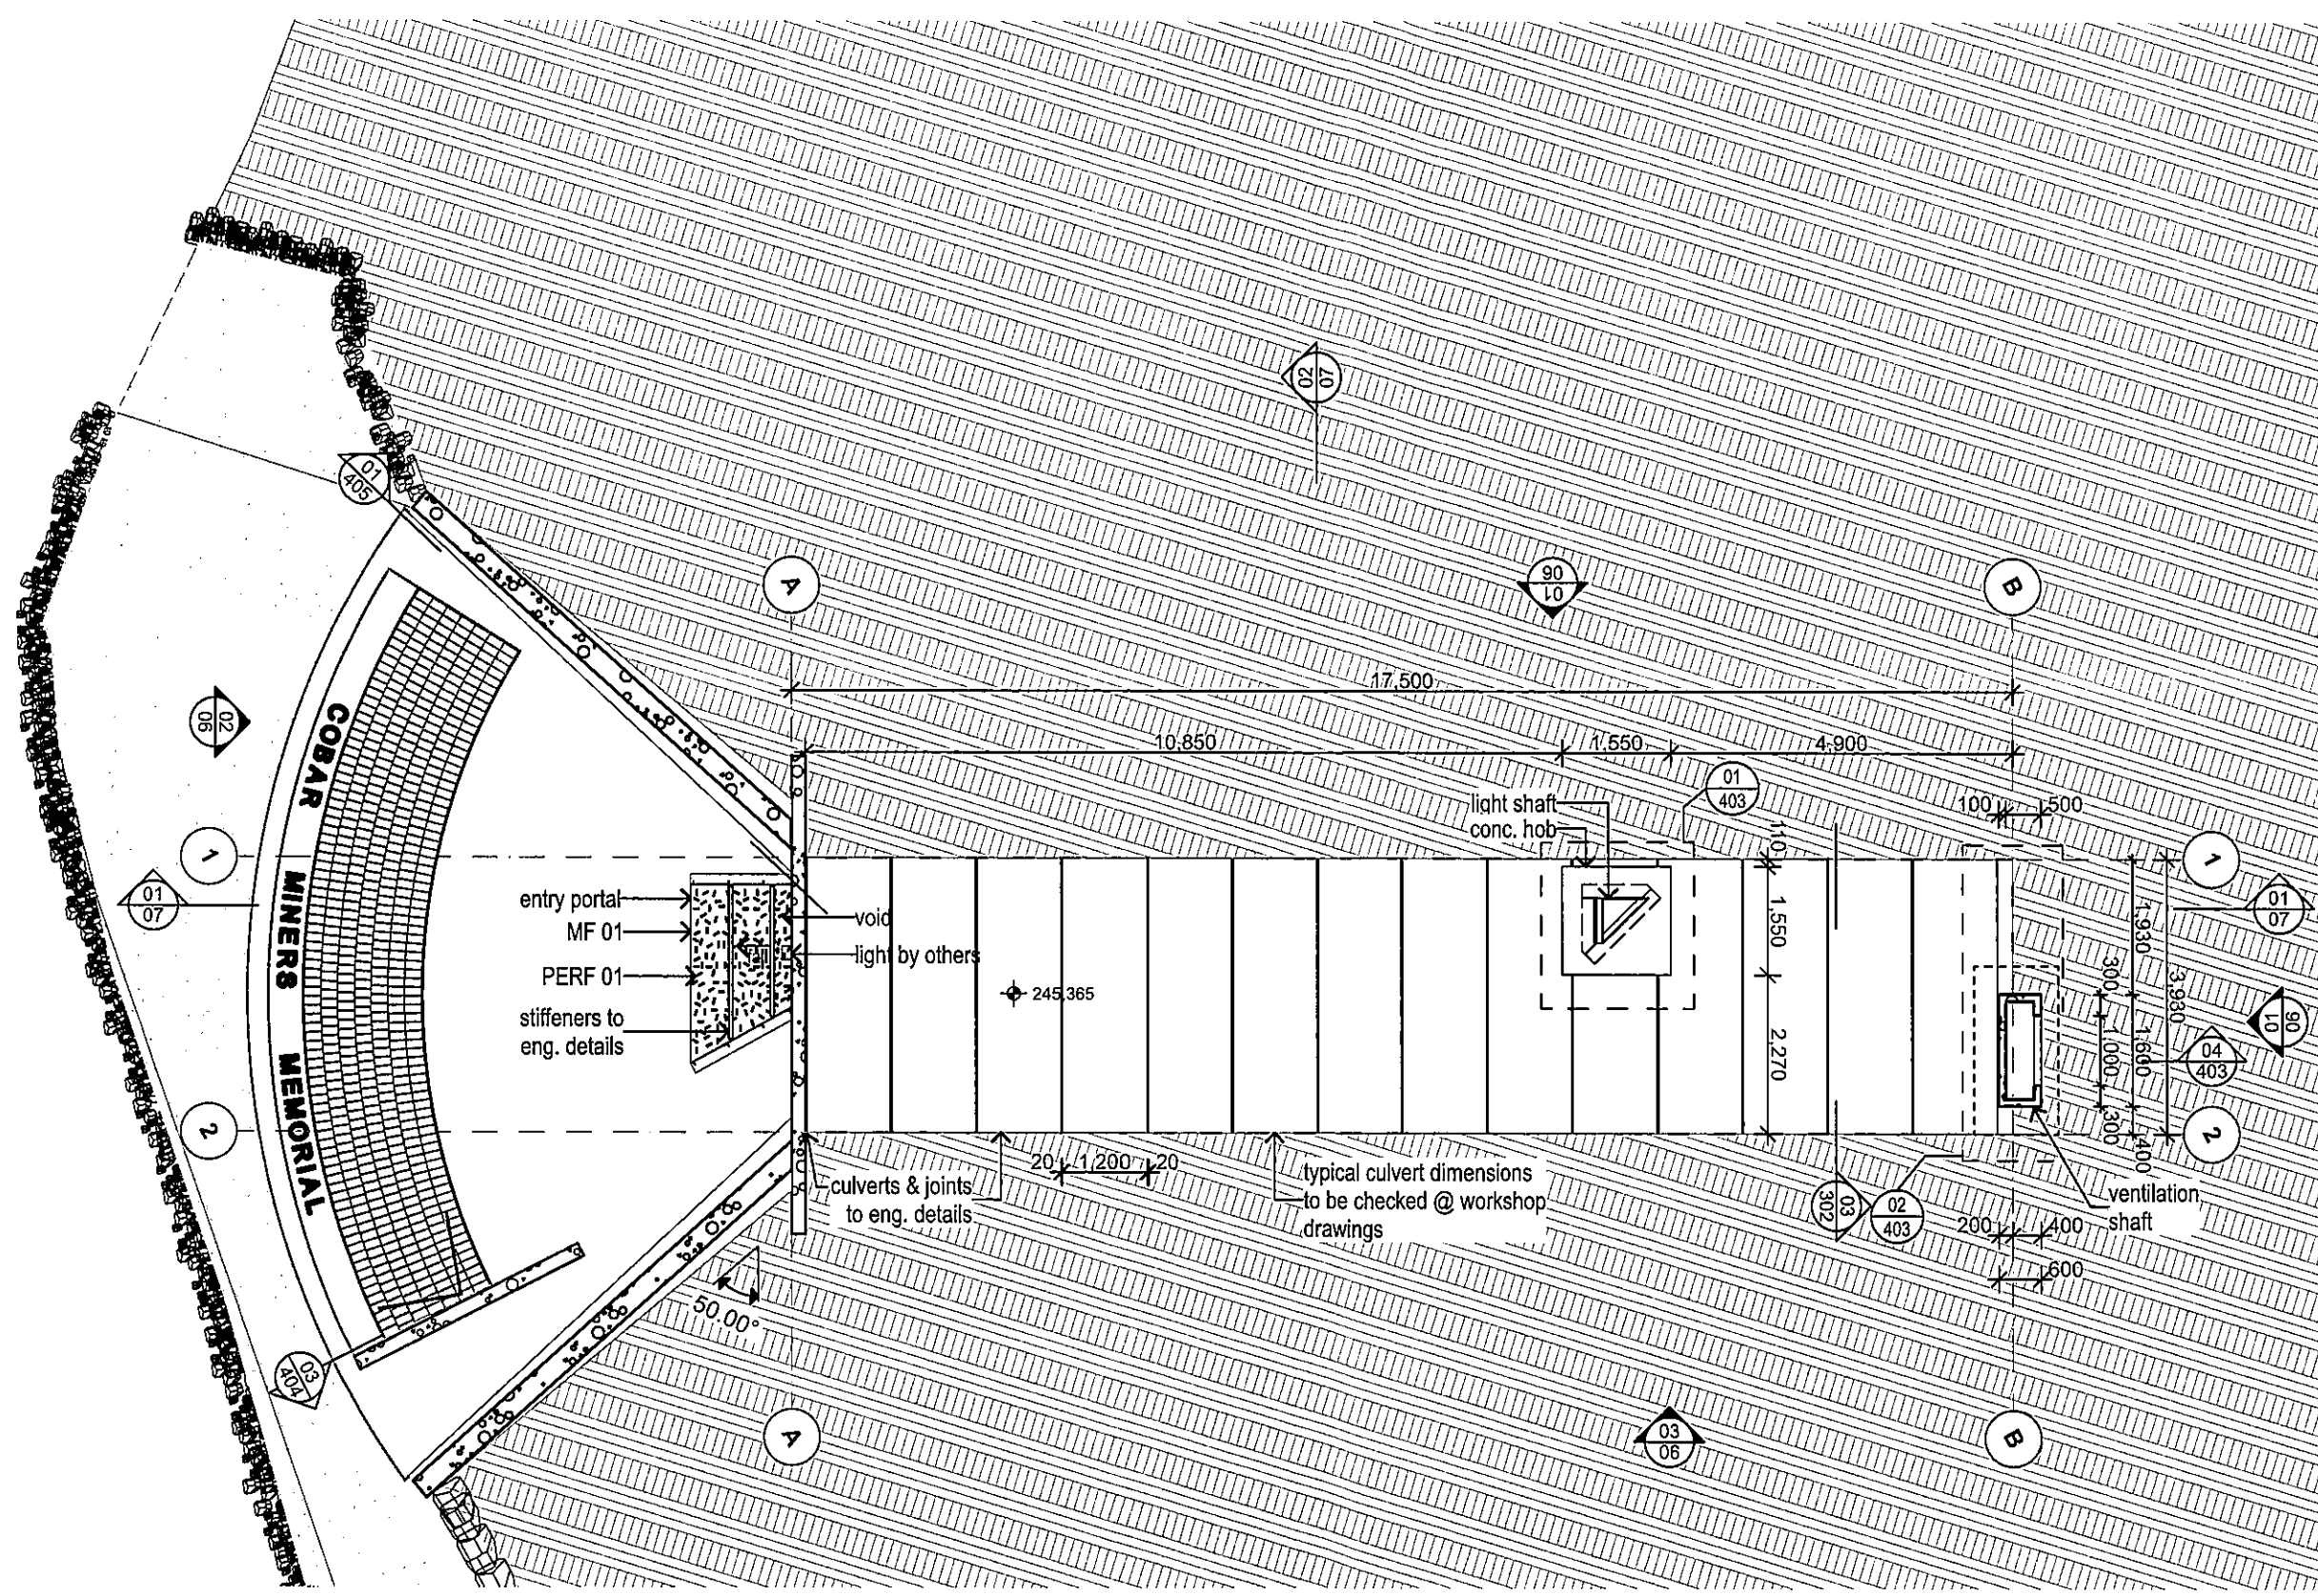 02
07
01
405
A
01
06
B
17,500
02
06
COBAR MINERS MEMORIAL
10,850
1,550
4,900
01
403
light shaft
conc. hob
100
500
110
1
1
01
07
entry portal
MF 01
PERF 01
stiffeners to
eng. details
void
light by others
245,365
1,550
2,270
1,930
3,930
300
1,000
1,600
300
400
01
07
01
06
04
403
2
2
20
1,200
20
culverts & joints
to eng. details
typical culvert dimensions
to be checked @ workshop
drawings
03
302
02
403
ventilation
shaft
200
400
600
50.00°
03
404
A
03
06
B